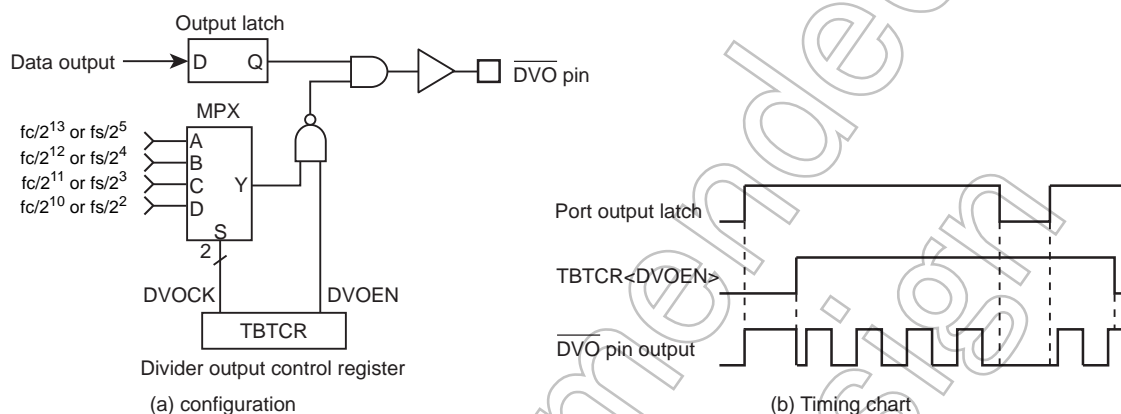 Output latch
Data output
D
Q
DVO pin
MPX
fc/2^13 or fs/2^5
fc/2^12 or fs/2^4
fc/2^11 or fs/2^3
fc/2^10 or fs/2^2
A
B
C
D
Y
S
2
DVOCK
DVOEN
TBTCR
Divider output control register
(a) configuration
Port output latch
TBTCR<DVOEN>
DVO pin output
(b) Timing chart
mende
sign